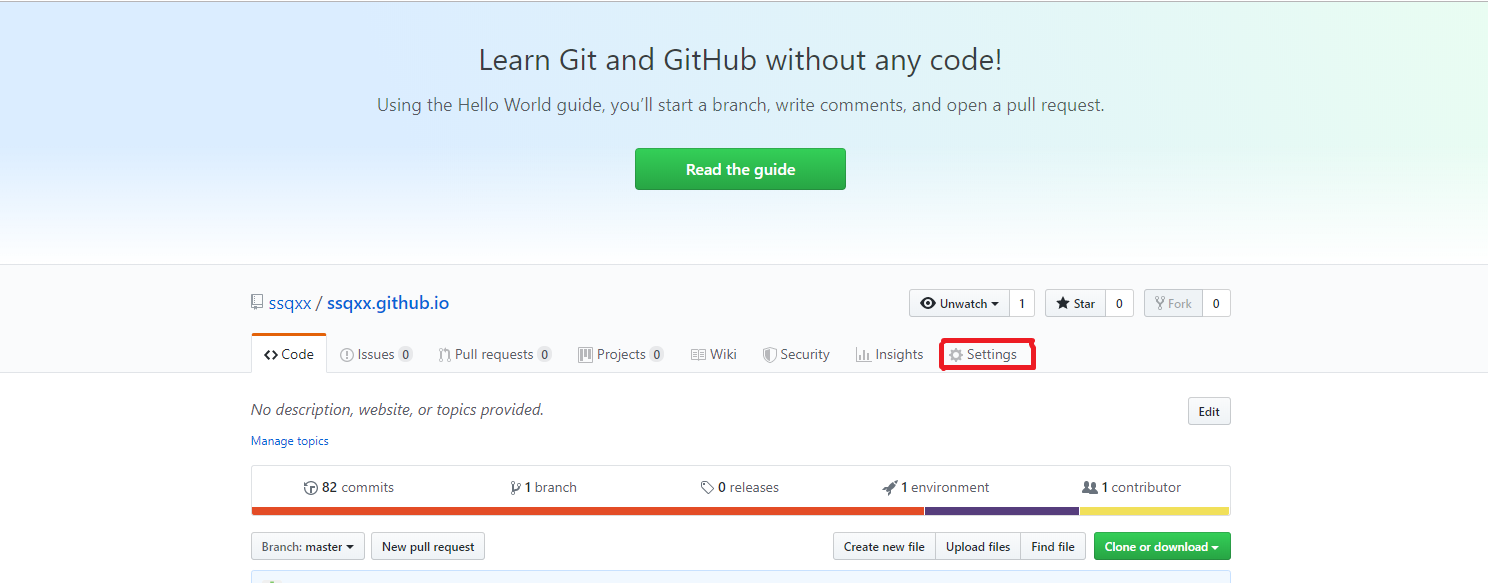 Learn Git and GitHub without any code!
Using the Hello World guide, you’ll start a branch, write comments, and open a pull request.
Read the guide
ssqxx / ssqxx.github.io Unwatch 1 Star 0 Fork 0
Code Issues 0 Pull requests 0 Projects 0 Wiki Security Insights Settings
No description, website, or topics provided. Edit
Manage topics
82 commits 1 branch 0 releases 1 environment 1 contributor
Branch: master New pull request Create new file Upload files Find file Clone or download